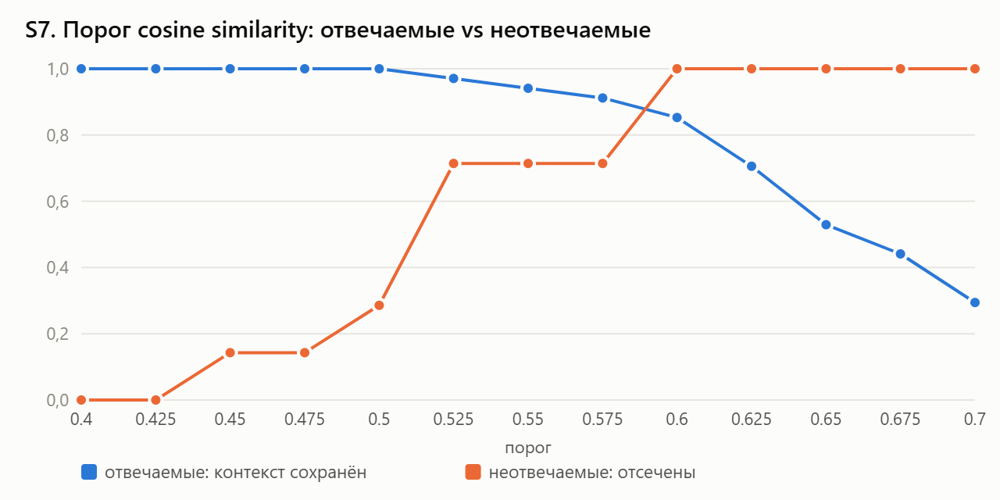 S7. Порог cosine similarity: отвечаемые vs неотвечаемые
1,0
0,8
0,6
0,4
0,2
0,0
0.4 0.425 0.45 0.475 0.5 0.525 0.55 0.575 0.6 0.625 0.65 0.675 0.7
порог
отвечаемые: контекст сохранён неотвечаемые: отсечены